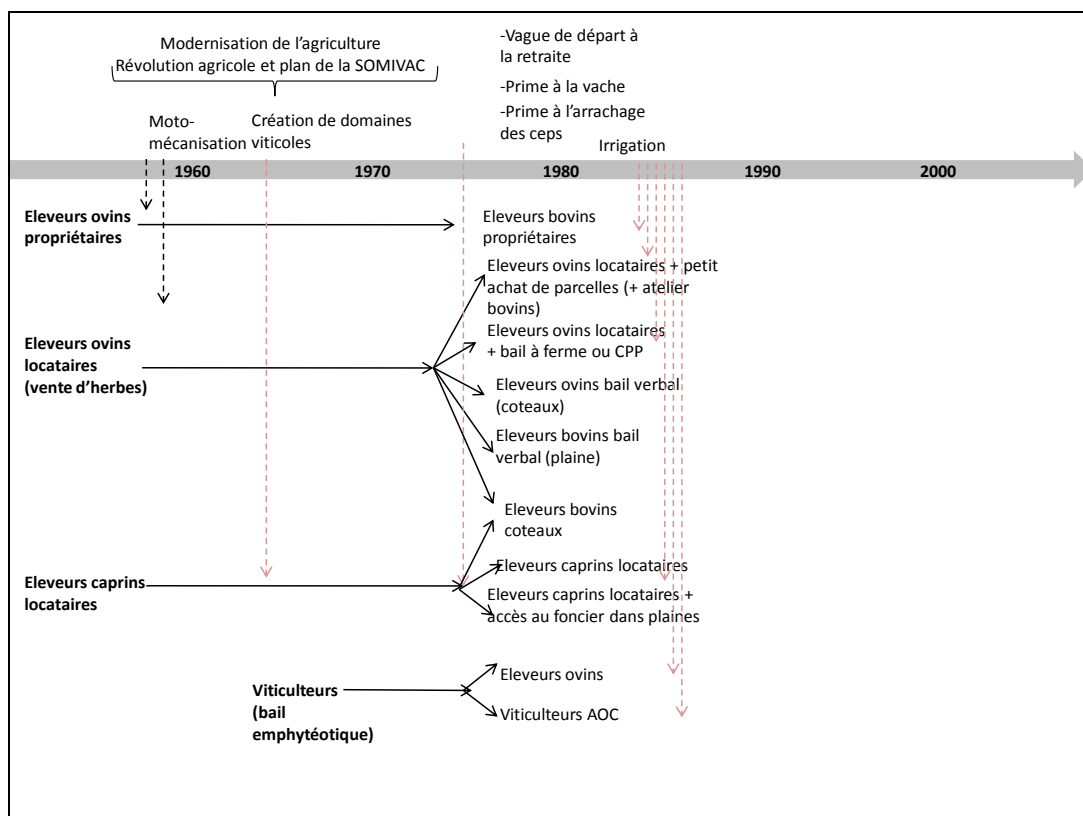 Modernisation de l’agriculture
Révolution agricole et plan de la SOMIVAC
-Vague de départ à
la retraite
-Prime à la vache
-Prime à l’arrachage
des ceps
Moto-
mécanisation
Création de domaines
viticoles
Irrigation
1960
1970
1980
1990
2000
Eleveurs ovins
propriétaires
Eleveurs bovins
propriétaires
Eleveurs ovins locataires + petit
achat de parcelles (+ atelier
bovins)
Eleveurs ovins
locataires
(vente d’herbes)
Eleveurs ovins locataires
+ bail à ferme ou CPP
Eleveurs ovins bail verbal
(coteaux)
Eleveurs bovins bail
verbal (plaine)
Eleveurs bovins
coteaux
Eleveurs caprins
locataires
Eleveurs caprins locataires
Eleveurs caprins locataires +
accès au foncier dans plaines
Viticulteurs
(bail
emphytéotique)
Eleveurs ovins
Viticulteurs AOC